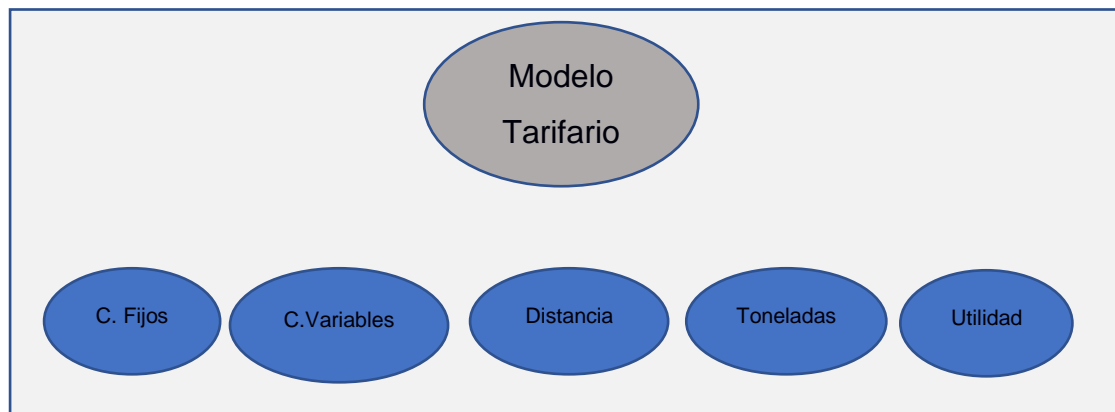 Modelo
Tarifario
C. Fijos
C.Variables
Distancia
Toneladas
Utilidad